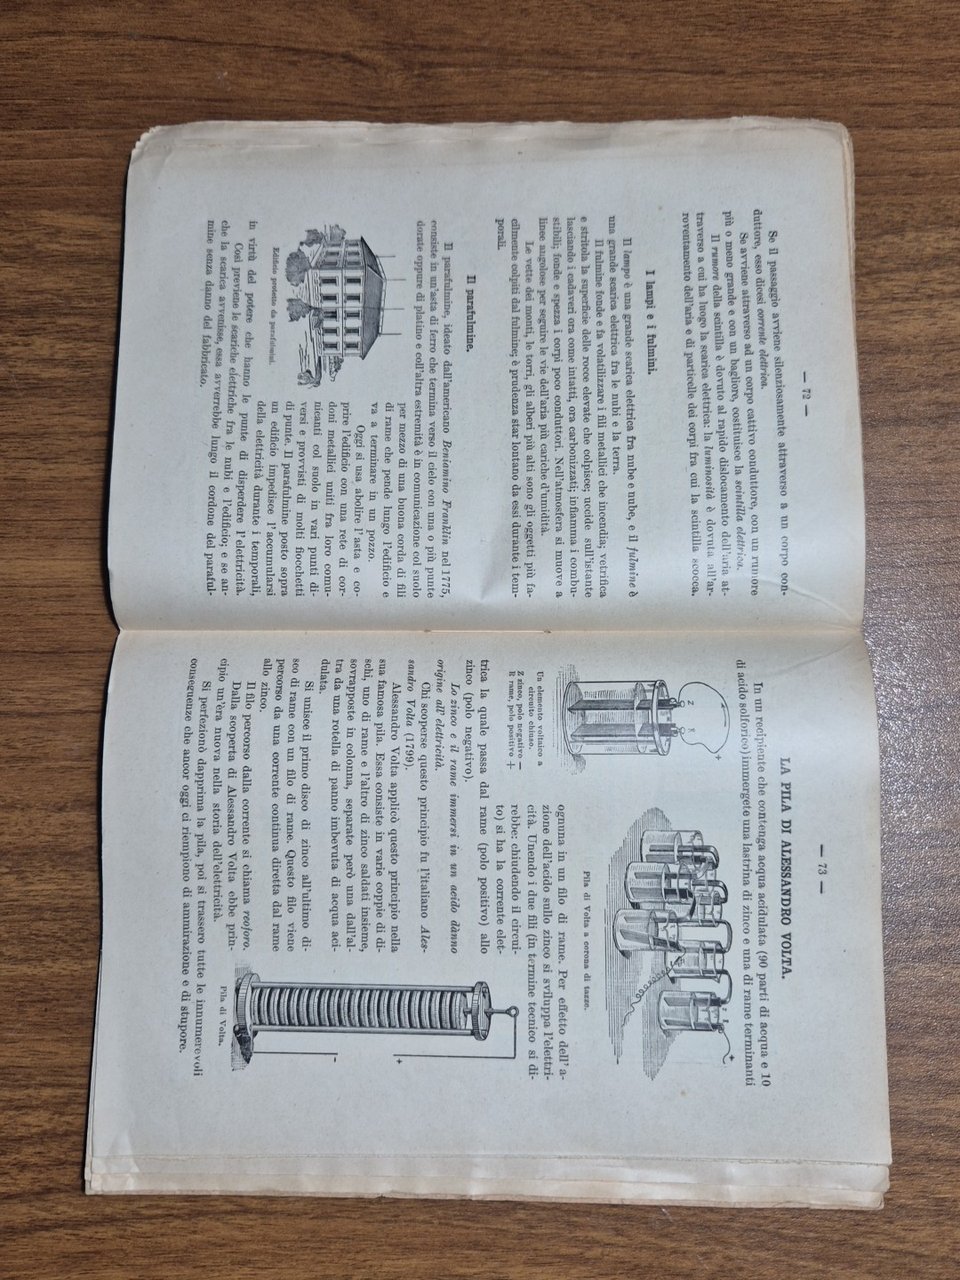 — 72 —
Se il passaggio avviene silenziosamente attraverso a un corpo con-
duttore, esso dicesi corrente elettrica.
Se avviene attraverso ad un corpo cattivo conduttore, con un rumore
più o meno grande e con un bagliore, costituisce la scintilla elettrica.
Il rumore della scintilla è dovuto al rapido dislocamento dell'aria at-
traverso a cui ha luogo la scarica elettrica: la luminosità è dovuta all'ar-
roventamento dell'aria e di particelle dei corpi fra cui la scintilla scocca.
I lampi e i fulmini.
Il lampo è una grande scarica elettrica fra nube e nube, e il fulmine è
una grande scarica elettrica fra le nubi e la terra.
Il fulmine fonde e fa volatilizzare i fili metallici che incendia; vetrifica
e stritola la superficie delle rocce elevate che colpisce; uccide sull'istante
lasciando i cadaveri ora come intatti, ora carbonizzati; infiamma i combu-
stibili; fonde e spezza i corpi poco conduttori. Nell'atmosfera si muove a
linee angolose per seguire le vie dell'aria più cariche d'umidità.
Le vette dei monti, le torri, gli alberi più alti sono gli oggetti più fa-
cilmente colpiti dal fulmine; è prudenza star lontano da essi durante i tem-
porali.
Il parafulmine.
Il parafulmine, ideato dall'americano Beniamino Franklin nel 1775,
consiste in un'asta di ferro che termina verso il cielo con una o più punte
dorate oppure di platino e coll'altra estremità è in comunicazione col suolo
per mezzo di una buona corda di fili
di rame che pende lungo l'edificio e
va a terminare in un pozzo.
Oggi si usa abolire l'asta e co-
prire l'edificio con una rete di cor-
doni metallici uniti fra loro comu-
nicanti col suolo in vari punti di-
versi e provvisti di molti fiocchetti
di punte. Il parafulmine posto sopra
un edificio impedisce l'accumularsi
della elettricità durante i temporali,
Edificio protetto da parafulmini.
in virtù del potere che hanno le punte di disperdere l'elettricità.
Così previene le scariche elettriche fra le nubi e l'edificio; e se an-
che la scarica avvenisse, essa avverrebbe lungo il cordone del paraful-
mine senza danno del fabbricato.
— 73 —
LA PILA DI ALESSANDRO VOLTA.
In un recipiente che contenga acqua acidulata (90 parti di acqua e 10
di acido solforico) immergete una lastrina di zinco e una di rame terminanti
Z
R
+
+
—
Un elemento voltaico a
circuito chiuso.
Z zinco, polo negativo —
R rame, polo positivo +
Pila di Volta a corona di tazze.
ognuna in un filo di rame. Per effetto dell'a-
zione dell'acido sullo zinco si sviluppa l'elettri-
cità. Unendo i due fili (in termine tecnico si di-
rebbe: chiudendo il circui-
to) si ha la corrente elet-
trica la quale passa dal rame (polo positivo) allo
zinco (polo negativo).
Lo zinco e il rame immersi in un acido dànno
origine all'elettricità.
Chi scoperse questo principio fu l'italiano Ales-
sandro Volta (1799).
Alessandro Volta applicò questo principio nella
sua famosa pila. Essa consiste in varie coppie di di-
schi, uno di rame e l'altro di zinco saldati insieme,
sovrapposte in colonna, separate però una dall'al-
tra da una rotella di panno imbevuta di acqua aci-
dulata.
Si unisce il primo disco di zinco all'ultimo di-
sco di rame con un filo di rame. Questo filo viene
percorso da una corrente continua diretta dal rame
allo zinco.
Il filo percorso dalla corrente si chiama reoforo.
Dalla scoperta di Alessandro Volta ebbe prin-
cipio un'èra nuova nella storia dell'elettricità.
+
—
Pila di Volta.
Si perfezionò dapprima la pila, poi si trassero tutte le innumerevoli
conseguenze che ancor oggi ci riempiono di ammirazione e di stupore.